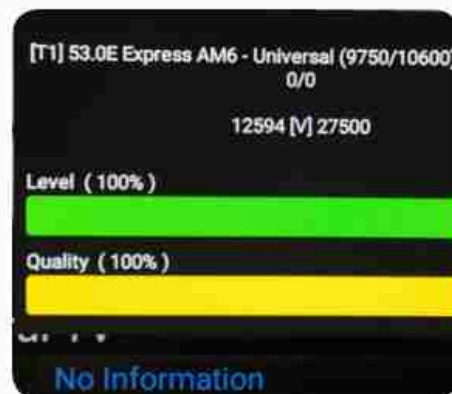 [T1] 53.0E Express AM6 - Universal (9750/10600)
0/0
12594 [V] 27500
Level ( 100% )
Quality ( 100% )
No Information